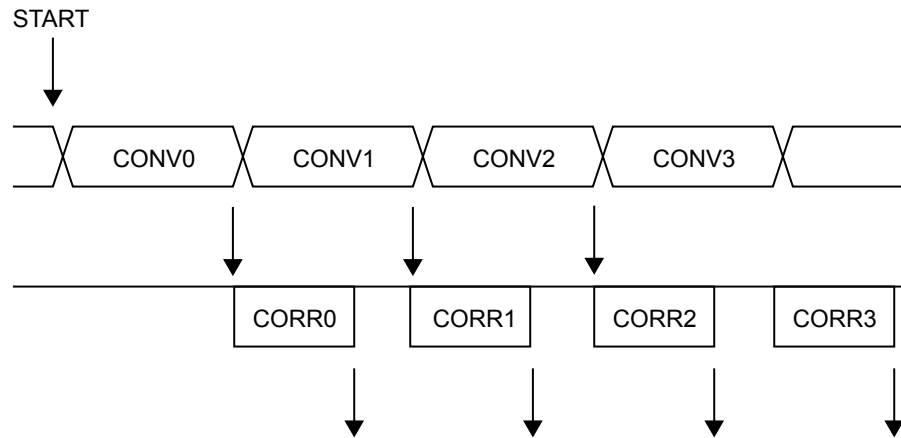 START
CONV0 CONV1 CONV2 CONV3
CORR0 CORR1 CORR2 CORR3